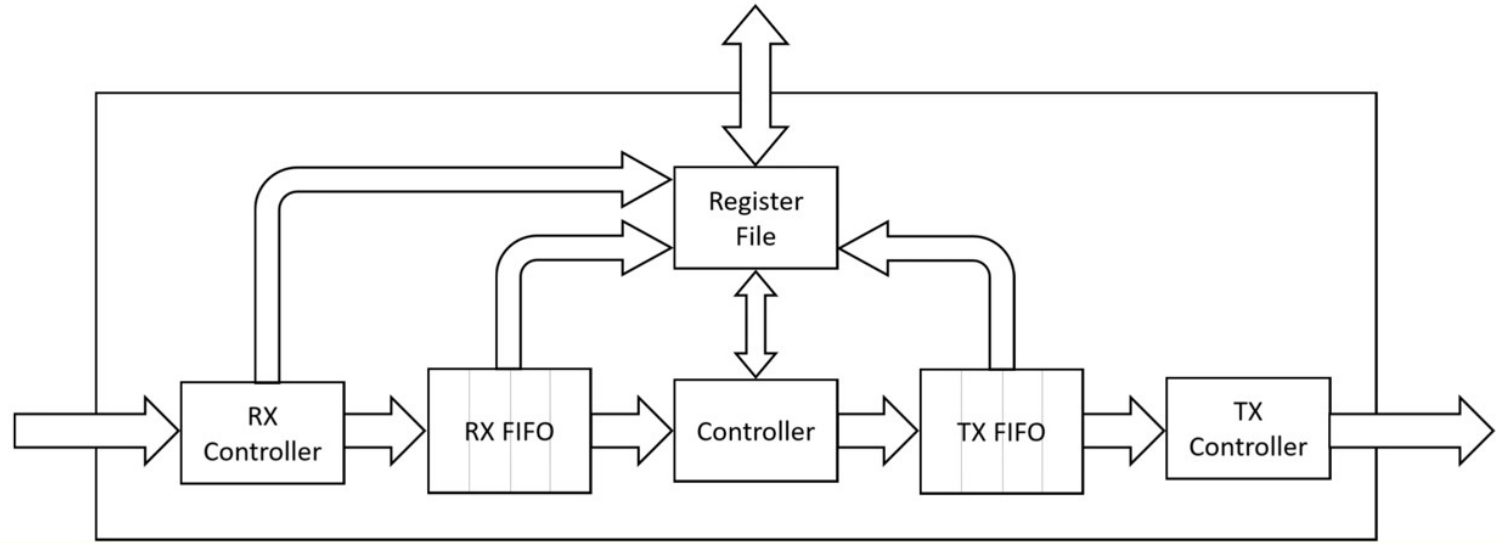 Register
File
RX
Controller
RX FIFO
Controller
TX FIFO
TX
Controller